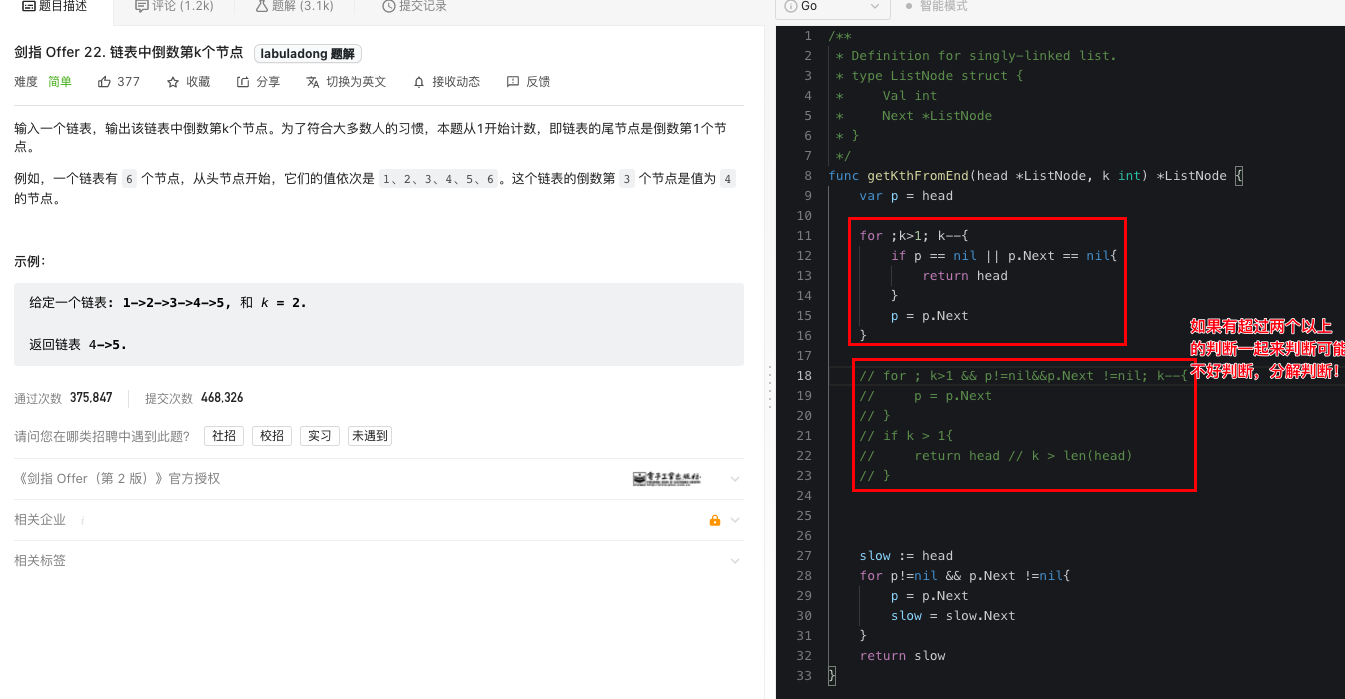 题目描述
评论 (1.2k)
题解 (3.1k)
提交记录
剑指 Offer 22. 链表中倒数第k个节点 labuladong 题解
难度 简单 377 收藏 分享 切换为英文 接收动态 反馈
输入一个链表，输出该链表中倒数第k个节点。为了符合大多数人的习惯，本题从1开始计数，即链表的尾节点是倒数第1个节
点。
例如，一个链表有 6 个节点，从头节点开始，它们的值依次是 1、2、3、4、5、6。这个链表的倒数第 3 个节点是值为 4
的节点。
示例：
给定一个链表: 1->2->3->4->5, 和 k = 2.
返回链表 4->5.
通过次数 375,847 提交次数 468,326
请问您在哪类招聘中遇到此题? 社招 校招 实习 未遇到
《剑指 Offer（第 2 版）》官方授权
电子工业出版社
相关企业 i
相关标签
Go
智能模式
1 /**
2 * Definition for singly-linked list.
3 * type ListNode struct {
4 *     Val int
5 *     Next *ListNode
6 * }
7 */
8 func getKthFromEnd(head *ListNode, k int) *ListNode {
9     var p = head
10
11     for ;k>1; k--{
12         if p == nil || p.Next == nil{
13             return head
14         }
15         p = p.Next
16     }
17
18     // for ; k>1 && p!=nil&&p.Next !=nil; k--{
19     //     p = p.Next
20     // }
21     // if k > 1{
22     //     return head // k > len(head)
23     // }
24
25
26
27     slow := head
28     for p!=nil && p.Next !=nil{
29         p = p.Next
30         slow = slow.Next
31     }
32     return slow
33 }
如果有超过两个以上
的判断一起来判断可能
不好判断，分解判断！